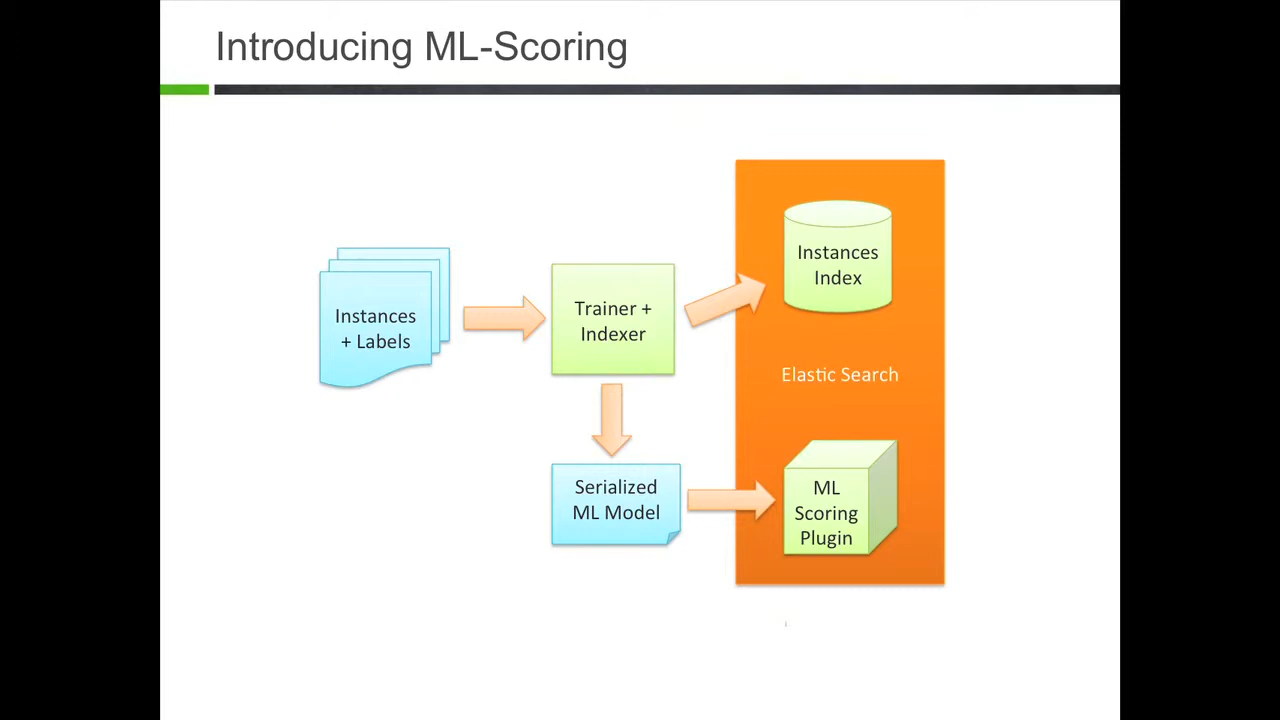 Introducing ML-Scoring
Instances
+ Labels
Trainer +
Indexer
Instances
Index
Elastic Search
Serialized
ML Model
ML
Scoring
Plugin